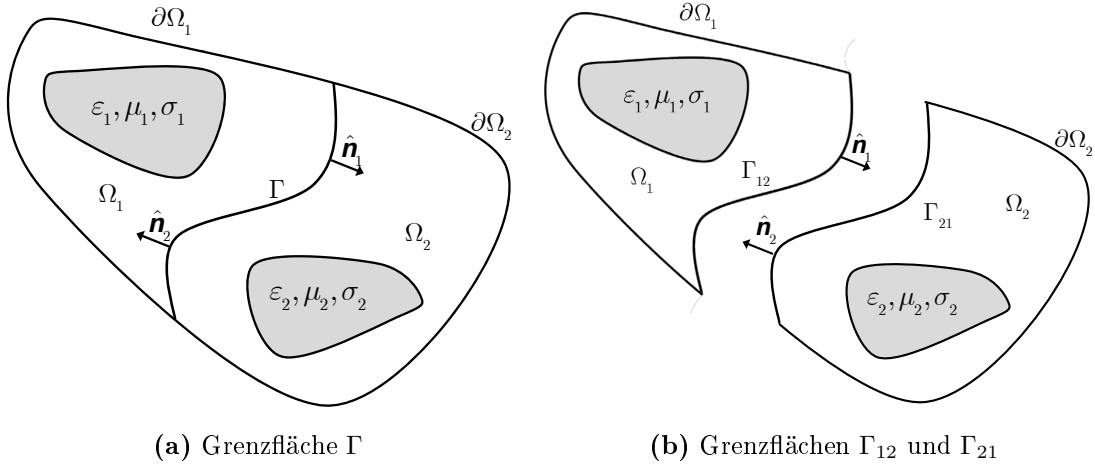 ∂Ω₁
ε₁, μ₁, σ₁
∂Ω₂
n̂₁
Γ
Ω₁
n̂₂
Ω₂
ε₂, μ₂, σ₂
(a) Grenzfläche Γ
∂Ω₁
ε₁, μ₁, σ₁
∂Ω₂
n̂₁
Ω₁
Γ₁₂
Ω₂
Γ₂₁
n̂₂
ε₂, μ₂, σ₂
(b) Grenzflächen Γ₁₂ und Γ₂₁